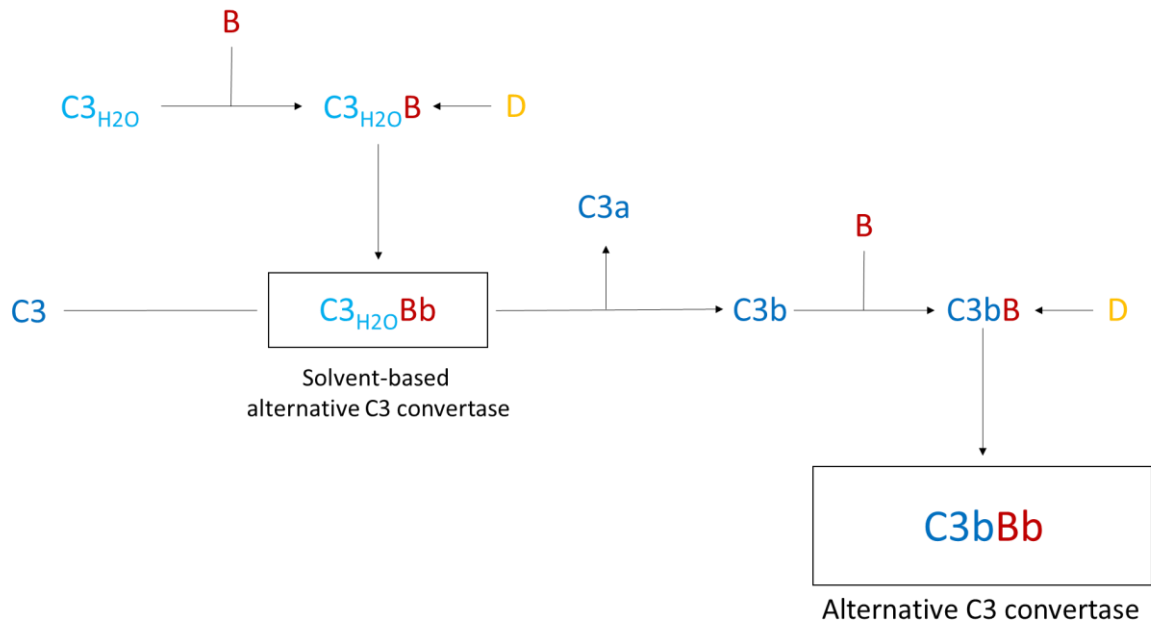 B
C3H2O
C3H2OB
D
C3a
B
C3
C3H2OBb
C3b
C3bB
D
Solvent-based
alternative C3 convertase
C3bBb
Alternative C3 convertase